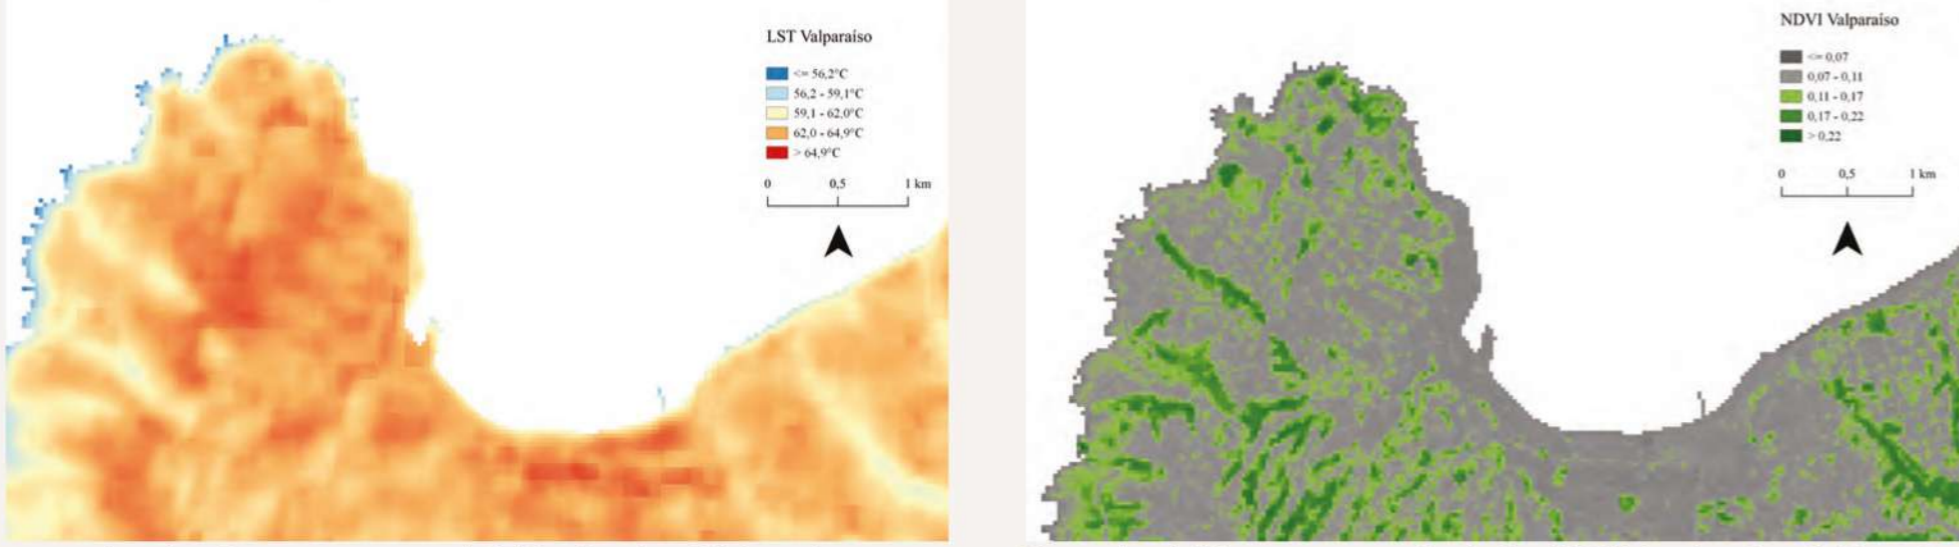 LST Valparaíso
<= 56,2°C
56,2 - 59,1°C
59,1 - 62,0°C
62,0 - 64,9°C
> 64,9°C
0 0,5 1 km
NDVI Valparaíso
<= 0,07
0,07 - 0,11
0,11 - 0,17
0,17 - 0,22
> 0,22
0 0,5 1 km